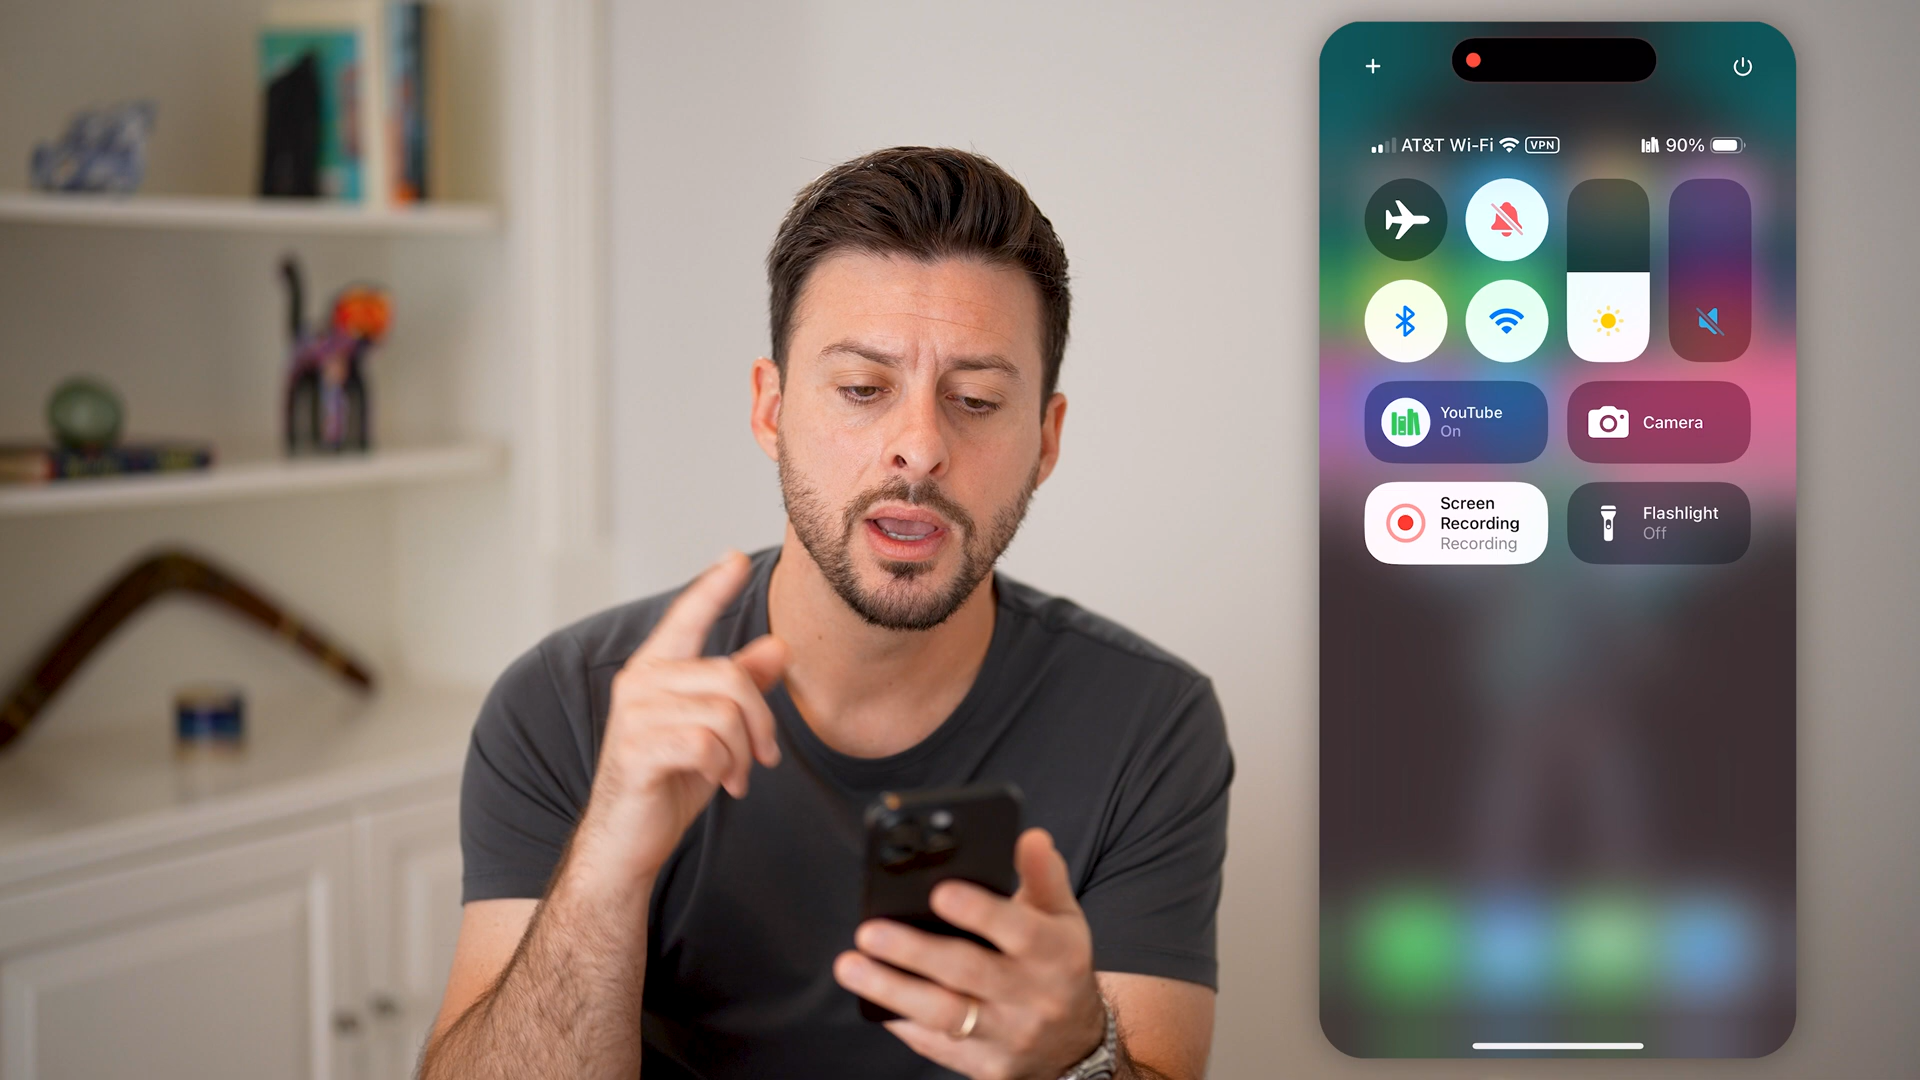 AT&T Wi-Fi VPN 90%
YouTube
On
Camera
Screen
Recording
Recording
Flashlight
Off